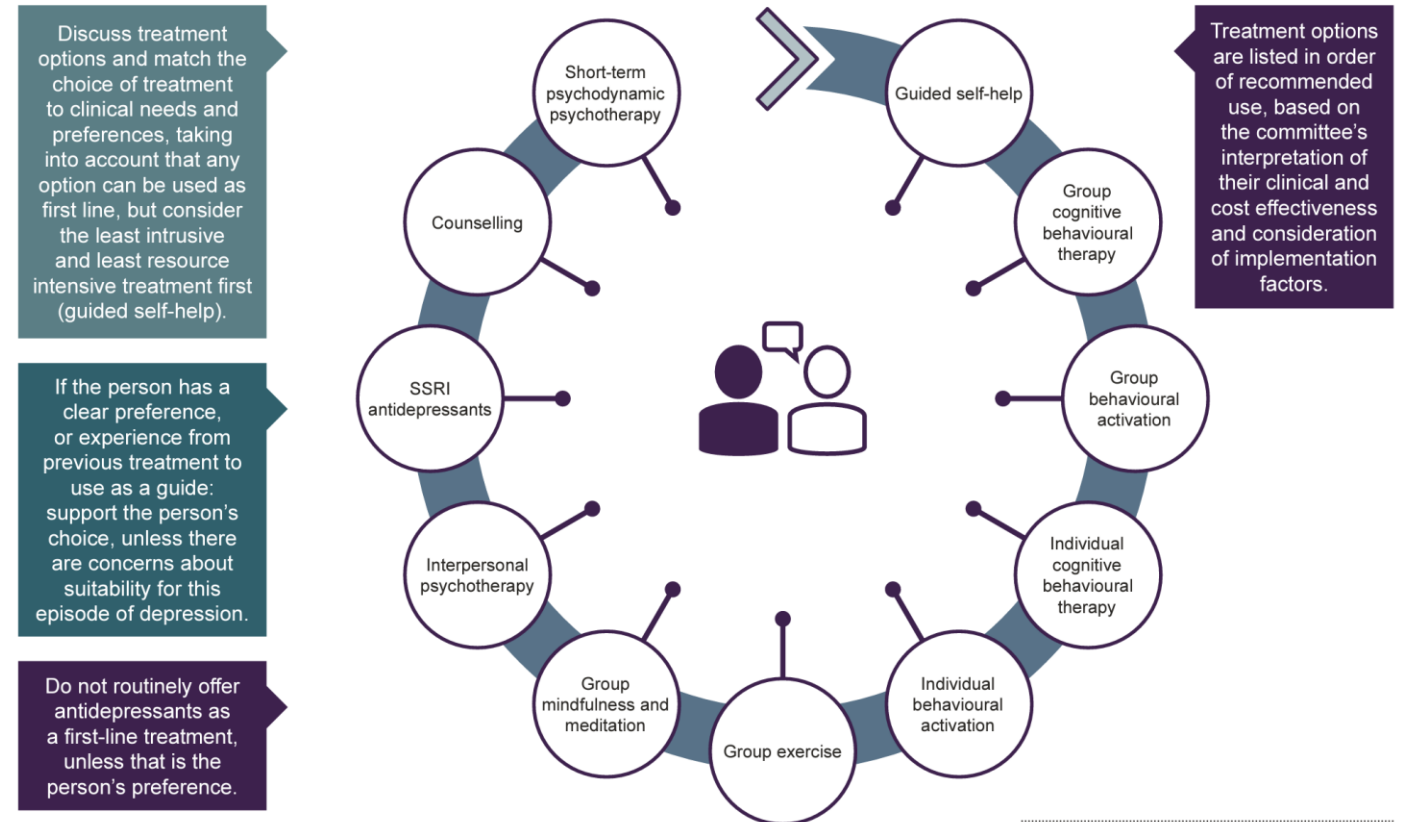 Discuss treatment
options and match the
choice of treatment
to clinical needs and
preferences, taking
into account that any
option can be used as
first line, but consider
the least intrusive
and least resource
intensive treatment first
(guided self-help).
If the person has a
clear preference,
or experience from
previous treatment to
use as a guide:
support the person’s
choice, unless there
are concerns about
suitability for this
episode of depression.
Do not routinely offer
antidepressants as
a first-line treatment,
unless that is the
person’s preference.
Guided self-help
Group
cognitive
behavioural
therapy
Group
behavioural
activation
Individual
cognitive
behavioural
therapy
Individual
behavioural
activation
Group exercise
Group
mindfulness and
meditation
Interpersonal
psychotherapy
SSRI
antidepressants
Counselling
Short-term
psychodynamic
psychotherapy
Treatment options
are listed in order
of recommended
use, based on
the committee’s
interpretation of
their clinical and
cost effectiveness
and consideration
of implementation
factors.